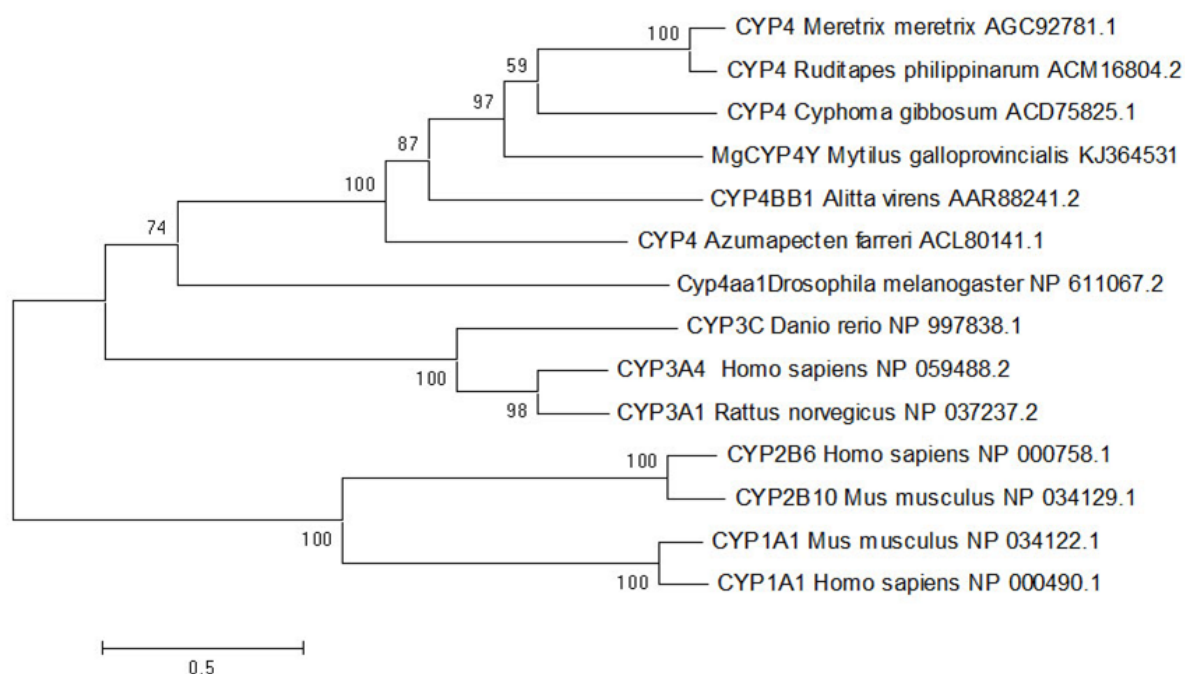 100
CYP4 Meretrix meretrix AGC92781.1
59
CYP4 Ruditapes philippinarum ACM16804.2
97
CYP4 Cyphoma gibbosum ACD75825.1
87
MgCYP4Y Mytilus galloprovincialis KJ364531
100
CYP4BB1 Alitta virens AAR88241.2
74
CYP4 Azumapecten farreri ACL80141.1
Cyp4aa1Drosophila melanogaster NP 611067.2
CYP3C Danio rerio NP 997838.1
100
CYP3A4 Homo sapiens NP 059488.2
98
CYP3A1 Rattus norvegicus NP 037237.2
100
CYP2B6 Homo sapiens NP 000758.1
CYP2B10 Mus musculus NP 034129.1
100
CYP1A1 Mus musculus NP 034122.1
100
CYP1A1 Homo sapiens NP 000490.1
0.5